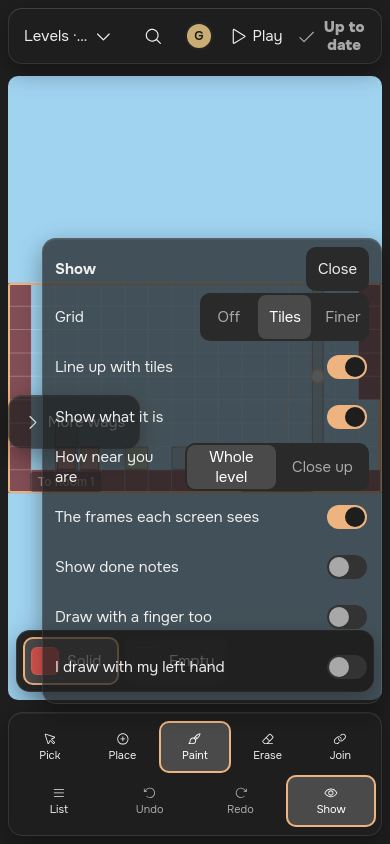 Levels ·...
G
Play
Up to
date
Show
Close
Grid
Off
Tiles
Finer
Line up with tiles
More ways
Show what it is
How near you
are
Whole
level
Close up
To Room 1
The frames each screen sees
Show done notes
Draw with a finger too
Solid
Empty
I draw with my left hand
Pick
Place
Paint
Erase
Join
List
Undo
Redo
Show